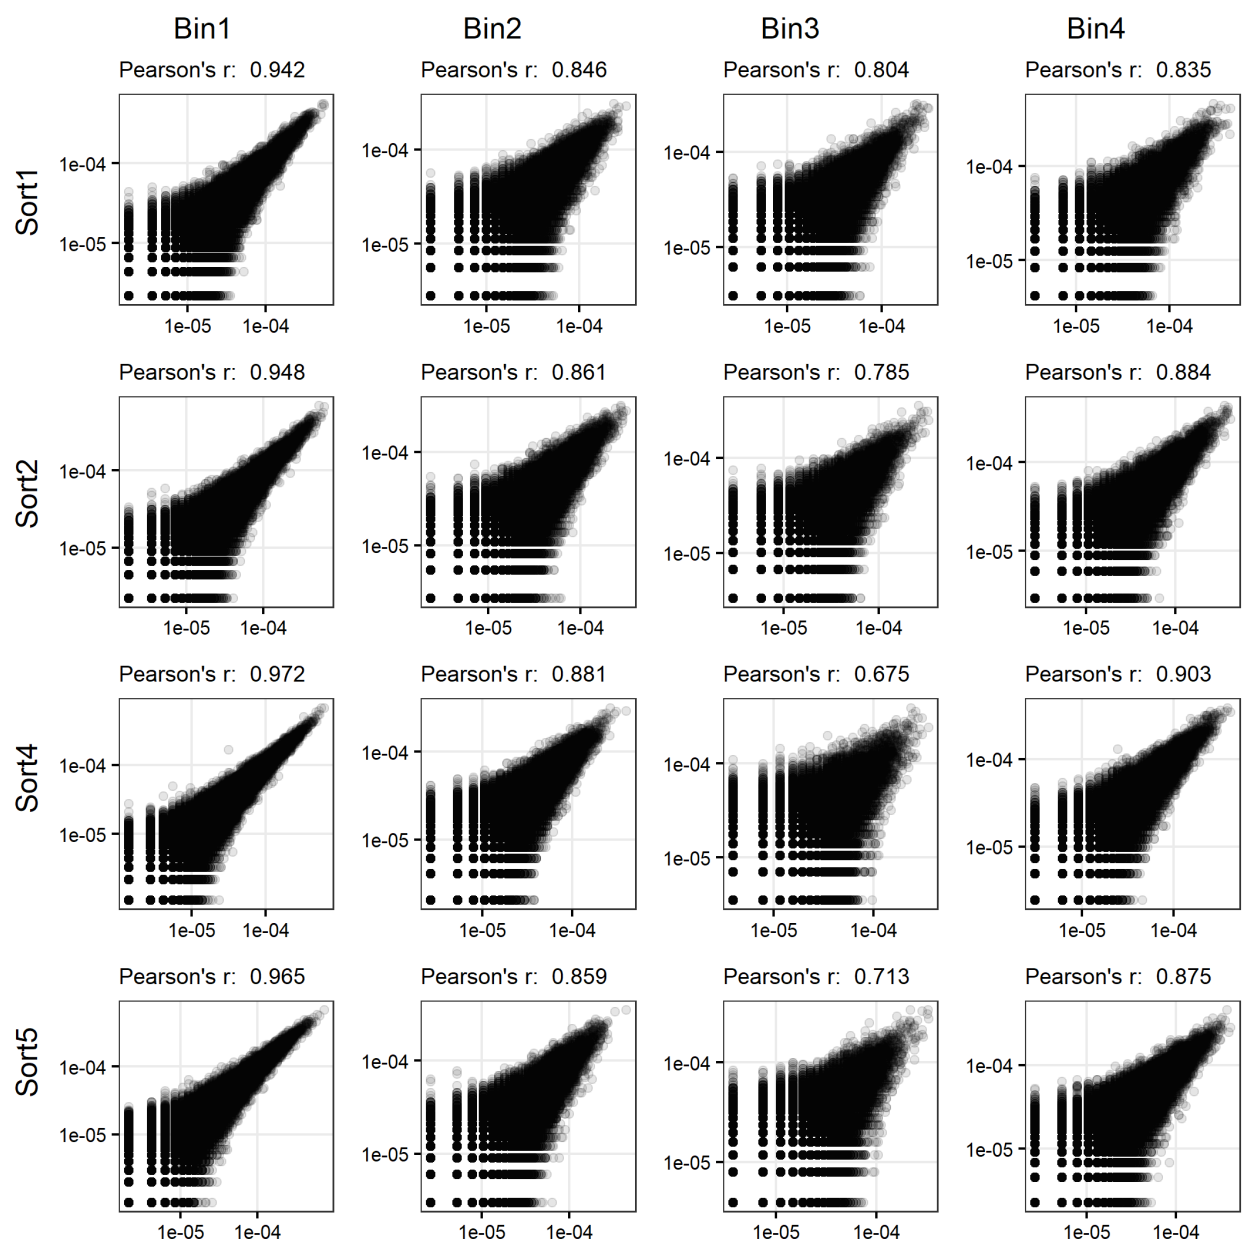 Bin1 Bin2 Bin3 Bin4
Pearson's r: 0.942 Pearson's r: 0.846 Pearson's r: 0.804 Pearson's r: 0.835
Sort1
1e-04 1e-04 1e-04 1e-04
1e-05 1e-05 1e-05 1e-05
1e-05 1e-04 1e-05 1e-04 1e-05 1e-04 1e-05 1e-04
Pearson's r: 0.948 Pearson's r: 0.861 Pearson's r: 0.785 Pearson's r: 0.884
Sort2
1e-04 1e-04 1e-04 1e-04
1e-05 1e-05 1e-05 1e-05
1e-05 1e-04 1e-05 1e-04 1e-05 1e-04 1e-05 1e-04
Pearson's r: 0.972 Pearson's r: 0.881 Pearson's r: 0.675 Pearson's r: 0.903
Sort4
1e-04 1e-04 1e-04 1e-04
1e-05 1e-05 1e-05 1e-05
1e-05 1e-04 1e-05 1e-04 1e-05 1e-04 1e-05 1e-04
Pearson's r: 0.965 Pearson's r: 0.859 Pearson's r: 0.713 Pearson's r: 0.875
Sort5
1e-04 1e-04 1e-04 1e-04
1e-05 1e-05 1e-05 1e-05
1e-05 1e-04 1e-05 1e-04 1e-05 1e-04 1e-05 1e-04